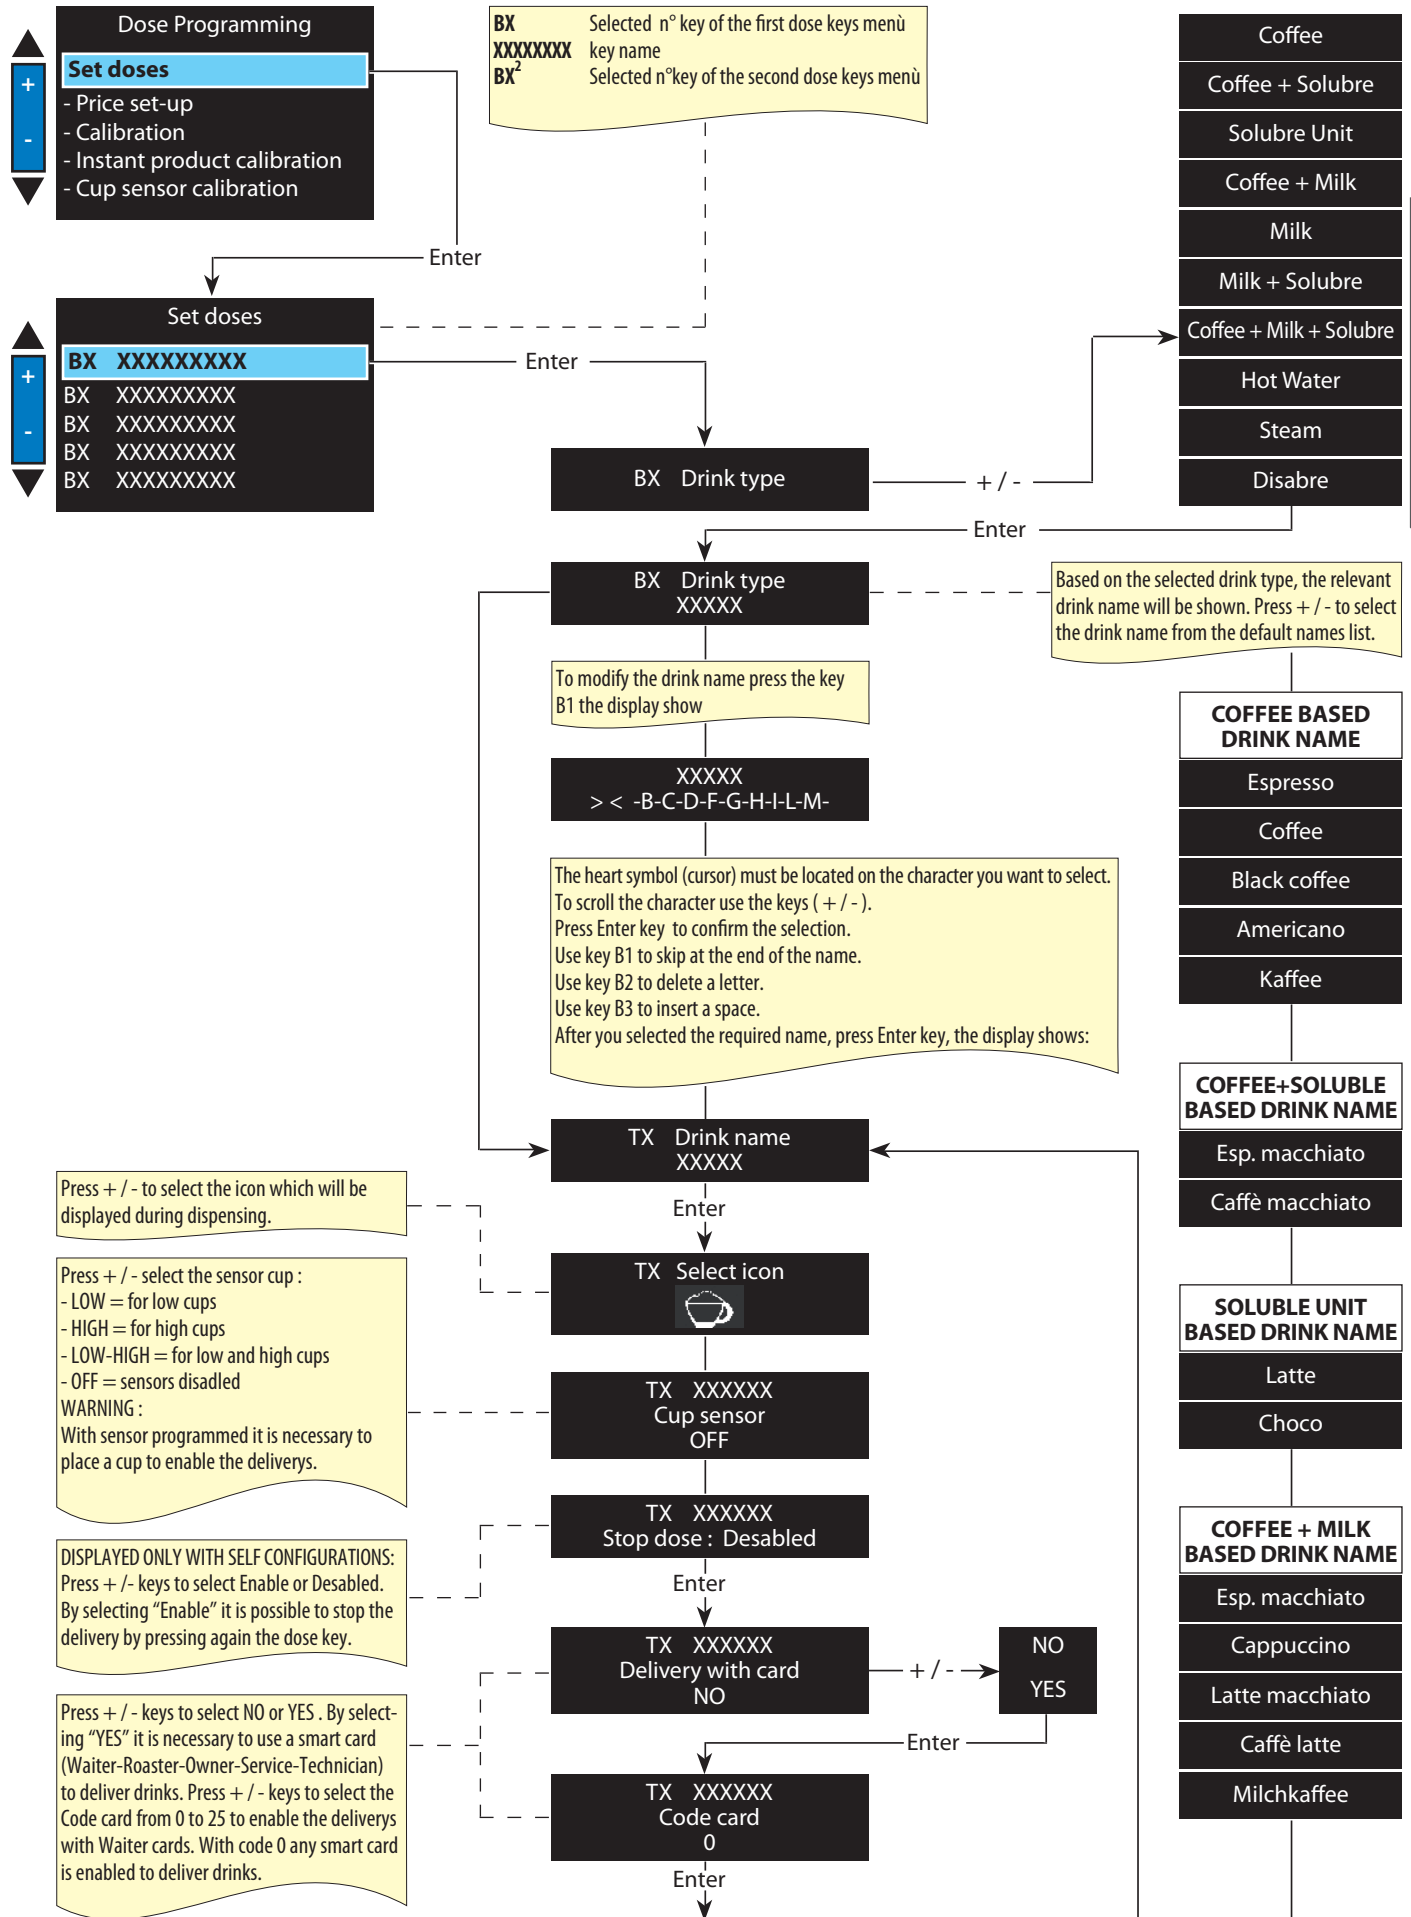 Dose Programming
Set doses
- Price set-up
- Calibration
- Instant product calibration
- Cup sensor calibration
+
-
BX Selected n° key of the first dose keys menù
XXXXXXXX key name
BX² Selected n°key of the second dose keys menù
Enter
Set doses
BX XXXXXXXXX
BX XXXXXXXXX
BX XXXXXXXXX
BX XXXXXXXXX
BX XXXXXXXXX
+
-
Enter
BX Drink type
+ / -
Coffee
Coffee + Solubre
Solubre Unit
Coffee + Milk
Milk
Milk + Solubre
Coffee + Milk + Solubre
Hot Water
Steam
Disabre
Enter
BX Drink type
XXXXX
Based on the selected drink type, the relevant
drink name will be shown. Press + / - to select
the drink name from the default names list.
To modify the drink name press the key
B1 the display show
XXXXX
> < -B-C-D-F-G-H-I-L-M-
The heart symbol (cursor) must be located on the character you want to select.
To scroll the character use the keys ( + / - ).
Press Enter key to confirm the selection.
Use key B1 to skip at the end of the name.
Use key B2 to delete a letter.
Use key B3 to insert a space.
After you selected the required name, press Enter key, the display shows:
TX Drink name
XXXXX
Enter
Press + / - to select the icon which will be
displayed during dispensing.
TX Select icon
Press + / - select the sensor cup :
- LOW = for low cups
- HIGH = for high cups
- LOW-HIGH = for low and high cups
- OFF = sensors disadled
WARNING :
With sensor programmed it is necessary to
place a cup to enable the deliverys.
TX XXXXXX
Cup sensor
OFF
DISPLAYED ONLY WITH SELF CONFIGURATIONS:
Press + /- keys to select Enable or Desabled.
By selecting “Enable” it is possible to stop the
delivery by pressing again the dose key.
TX XXXXXX
Stop dose : Desabled
Enter
TX XXXXXX
Delivery with card
NO
+ / -
NO
YES
Enter
Press + / - keys to select NO or YES . By select-
ing “YES” it is necessary to use a smart card
(Waiter-Roaster-Owner-Service-Technician)
to deliver drinks. Press + / - keys to select the
Code card from 0 to 25 to enable the deliverys
with Waiter cards. With code 0 any smart card
is enabled to deliver drinks.
TX XXXXXX
Code card
0
Enter
COFFEE BASED
DRINK NAME
Espresso
Coffee
Black coffee
Americano
Kaffee
COFFEE+SOLUBLE
BASED DRINK NAME
Esp. macchiato
Caffè macchiato
SOLUBLE UNIT
BASED DRINK NAME
Latte
Choco
COFFEE + MILK
BASED DRINK NAME
Esp. macchiato
Cappuccino
Latte macchiato
Caffè latte
Milchkaffee